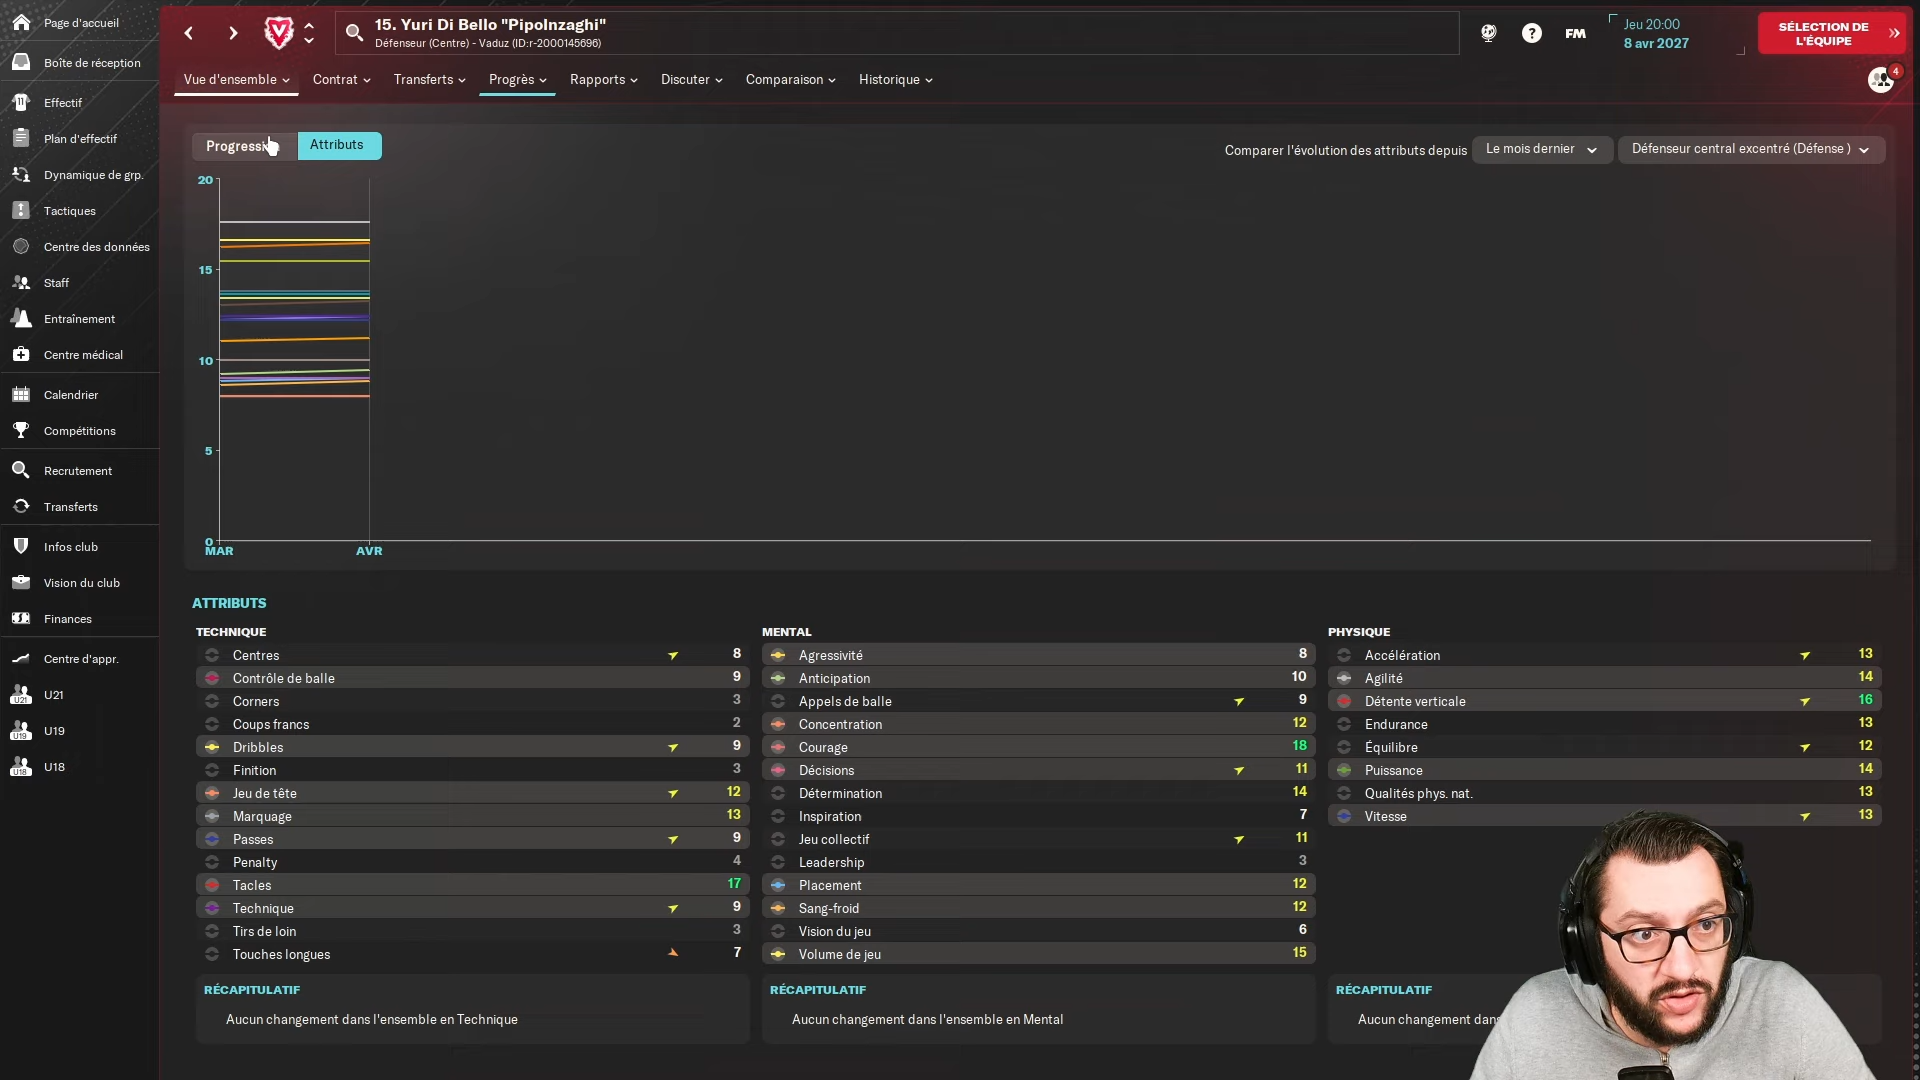 Page d'accueil
Boîte de réception
Effectif
Plan d'effectif
Dynamique de grp.
Tactiques
Centre des données
Staff
Entraînement
Centre médical
Calendrier
Compétitions
Recrutement
Transferts
Infos club
Vision du club
Finances
Centre d'appr.
U21
U19
U18
15. Yuri Di Bello "PipoInzaghi"
Défenseur (Centre) - Vaduz (ID:r-2000145696)
FM
Jeu 20:00
8 avr 2027
SÉLECTION DE L'ÉQUIPE
4
Vue d'ensemble
Contrat
Transferts
Progrès
Rapports
Discuter
Comparaison
Historique
Attributs
Comparer l'évolution des attributs depuis
Le mois dernier
Défenseur central excentré (Défense )
20
15
10
5
0
MAR
AVR
ATTRIBUTS
TECHNIQUE
Centres 8
Contrôle de balle 9
Corners 3
Coups francs 2
Dribbles 9
Finition 3
Jeu de tête 12
Marquage 13
Passes 9
Penalty 4
Tacles 17
Technique 9
Tirs de loin 3
Touches longues 7
RÉCAPITULATIF
Aucun changement dans l'ensemble en Technique
MENTAL
Agressivité 8
Anticipation 10
Appels de balle 9
Concentration 12
Courage 18
Décisions 11
Détermination 14
Inspiration 7
Jeu collectif 11
Leadership 3
Placement 12
Sang-froid 12
Vision du jeu 6
Volume de jeu 15
RÉCAPITULATIF
Aucun changement dans l'ensemble en Mental
PHYSIQUE
Accélération 13
Agilité 14
Détente verticale 16
Endurance 13
Équilibre 12
Puissance 14
Qualités phys. nat. 13
Vitesse 13
RÉCAPITULATIF
Aucun changement